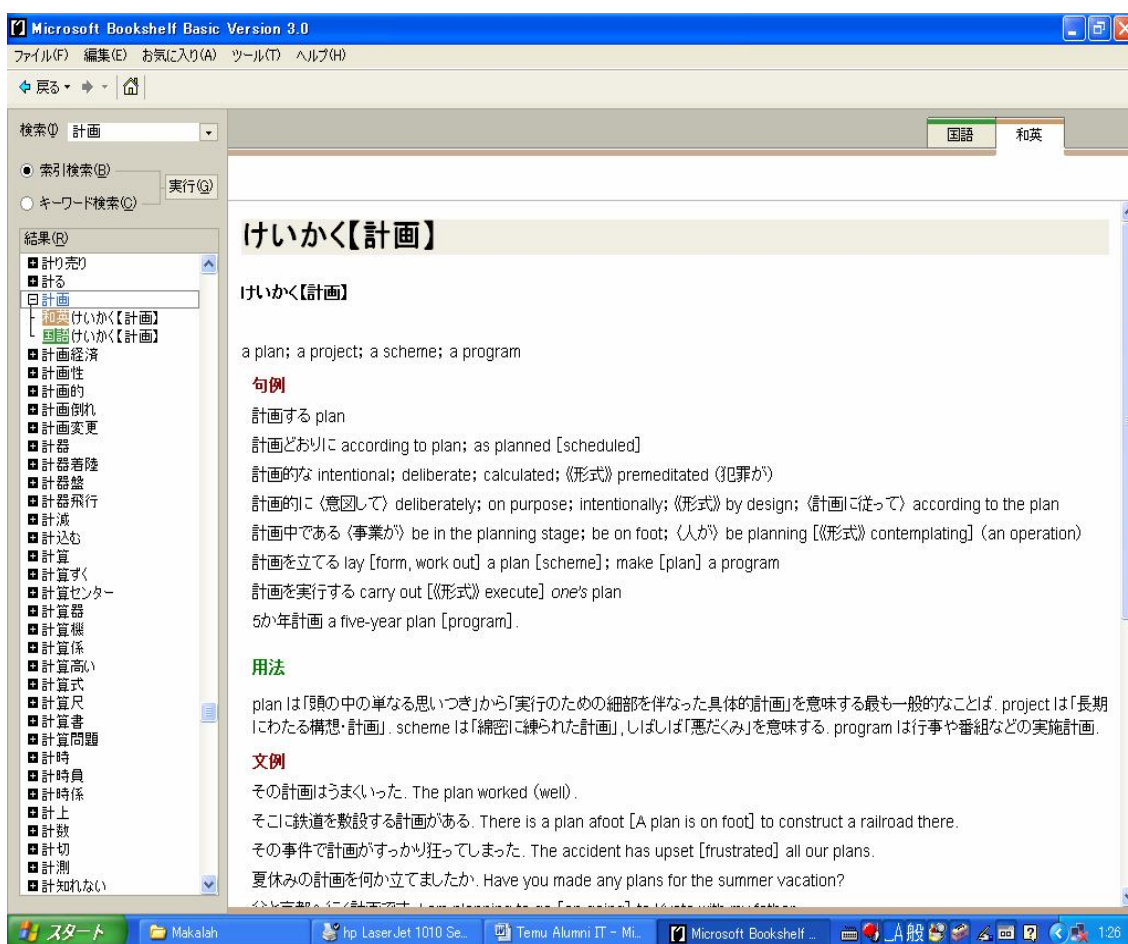 Microsoft Bookshelf Basic Version 3.0
ファイル(F) 編集(E) お気に入り(A) ツール(T) ヘルプ(H)
戻る
検索(I) 計画
国語 和英
索引検索(B)
実行(G)
キーワード検索(C)
結果(R)
計り売り
計る
計画
和英けいかく【計画】
国語けいかく【計画】
計画経済
計画性
計画的
計画倒れ
計画変更
計器
計器着陸
計器盤
計器飛行
計減
計込む
計算
計算ずく
計算センター
計算器
計算機
計算係
計算高い
計算式
計算尺
計算書
計算問題
計時
計時員
計時係
計上
計数
計切
計測
計知れない
けいかく【計画】
けいかく【計画】
a plan; a project; a scheme; a program
句例
計画する plan
計画どおりに according to plan; as planned [scheduled]
計画的な intentional; deliberate; calculated; 《形式》 premeditated (犯罪が)
計画的に 〈意図して〉 deliberately; on purpose; intentionally; 《形式》 by design; 〈計画に従って〉 according to the plan
計画中である 〈事業が〉 be in the planning stage; be on foot; 〈人が〉 be planning [《形式》 contemplating] (an operation)
計画を立てる lay [form, work out] a plan [scheme]; make [plan] a program
計画を実行する carry out [《形式》 execute] one's plan
5か年計画 a five-year plan [program].
用法
plan は「頭の中の単なる思いつき」から「実行のための細部を伴なった具体的計画」を意味する最も一般的なことば. project は「長期
にわたる構想・計画」. scheme は「綿密に練られた計画」, しばしば「悪だくみ」を意味する. program は行事や番組などの実施計画.
文例
その計画はうまくいった. The plan worked (well).
そこに鉄道を敷設する計画がある. There is a plan afoot [A plan is on foot] to construct a railroad there.
その事件で計画がすっかり狂ってしまった. The accident has upset [frustrated] all our plans.
夏休みの計画を何か立てましたか. Have you made any plans for the summer vacation?
父と京都へ行く計画です. I am planning to go [on going] to Kyoto with my father.
スタート Makalah hp LaserJet 1010 Se... Temu Alumni IT - Mi... Microsoft Bookshelf ... A般 1:26